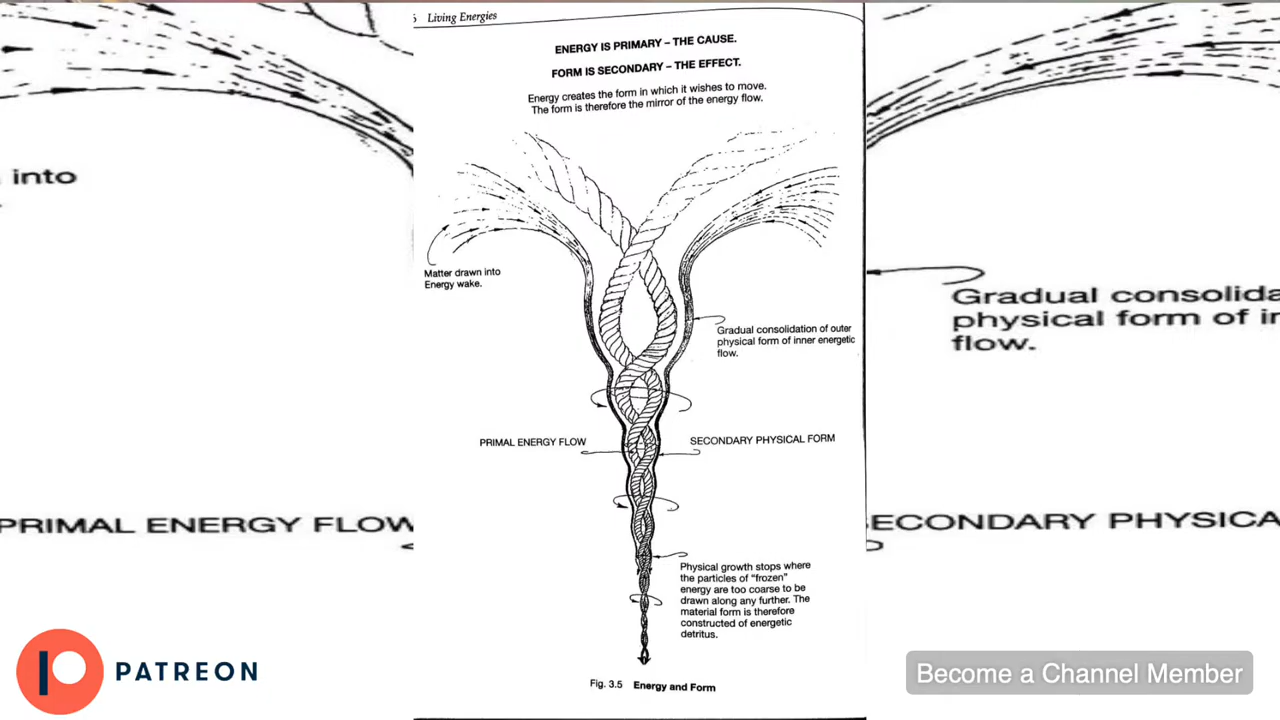 Living Energies
ENERGY IS PRIMARY – THE CAUSE.
FORM IS SECONDARY – THE EFFECT.
Energy creates the form in which it wishes to move.
The form is therefore the mirror of the energy flow.
Matter drawn into
Energy wake.
Gradual consolidation of outer
physical form of inner energetic
flow.
PRIMAL ENERGY FLOW
SECONDARY PHYSICAL FORM
Physical growth stops where
the particles of "frozen"
energy are too coarse to be
drawn along any further. The
material form is therefore
constructed of energetic
detritus.
Fig. 3.5 Energy and Form
into
PRIMAL ENERGY FLOW
Gradual consolida
physical form of ir
flow.
ECONDARY PHYSICA
PATREON
Become a Channel Member